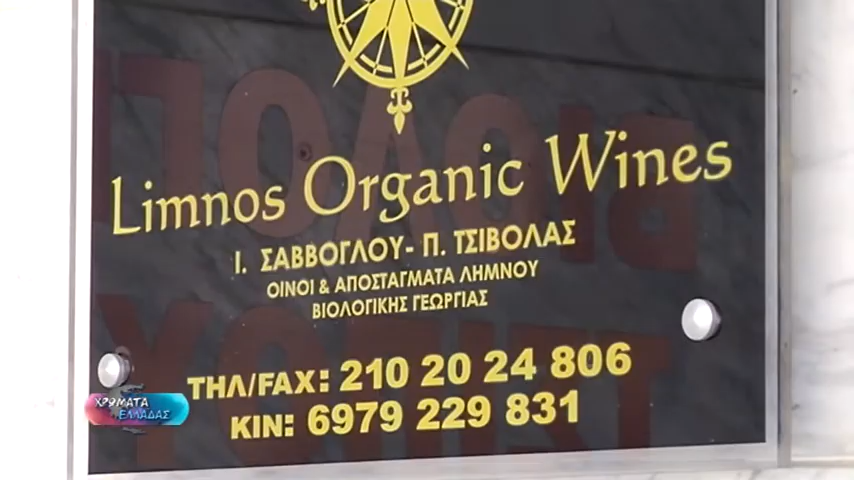 Limnos Organic Wines
Ι. ΣΑΒΒΟΓΛΟΥ- Π. ΤΣΙΒΟΛΑΣ
ΟΙΝΟΙ & ΑΠΟΣΤΑΓΜΑΤΑ ΛΗΜΝΟΥ
ΒΙΟΛΟΓΙΚΗΣ ΓΕΩΡΓΙΑΣ
ΤΗΛ/FAX: 210 20 24 806
ΚΙΝ: 6979 229 831
ΧΡΩΜΑΤΑ
ΕΛΛΑΔΑΣ